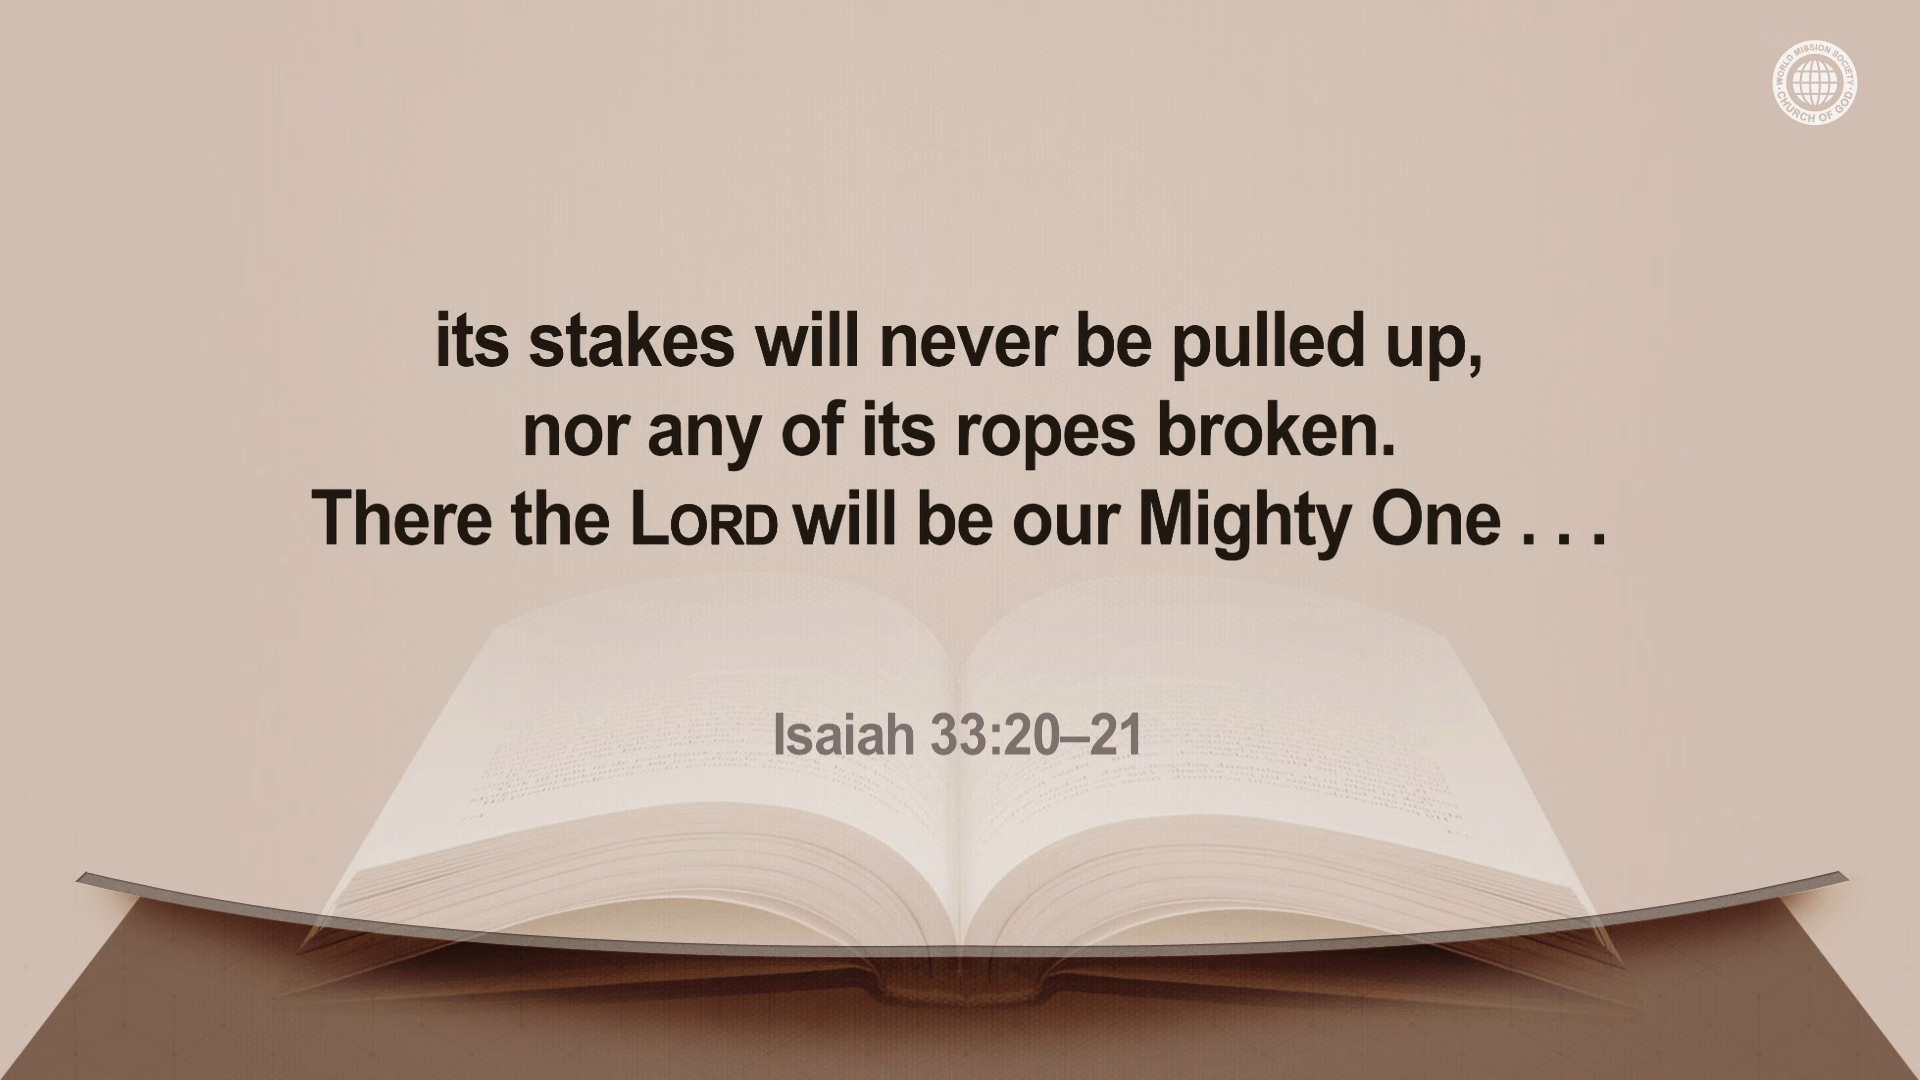 WORLD MISSION SOCIETY
CHURCH OF GOD
its stakes will never be pulled up,
nor any of its ropes broken.
There the LORD will be our Mighty One . . .
Isaiah 33:20–21